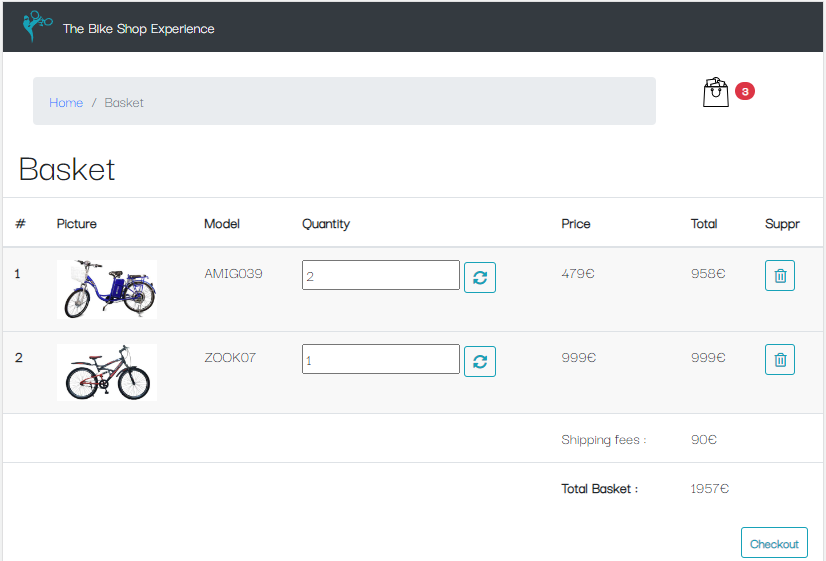 The Bike Shop Experience
Home / Basket
3
Basket
# Picture Model Quantity Price Total Suppr
1 AMIG039 2 479€ 958€
2 ZOOK07 1 999€ 999€
Shipping fees : 90€
Total Basket : 1957€
Checkout